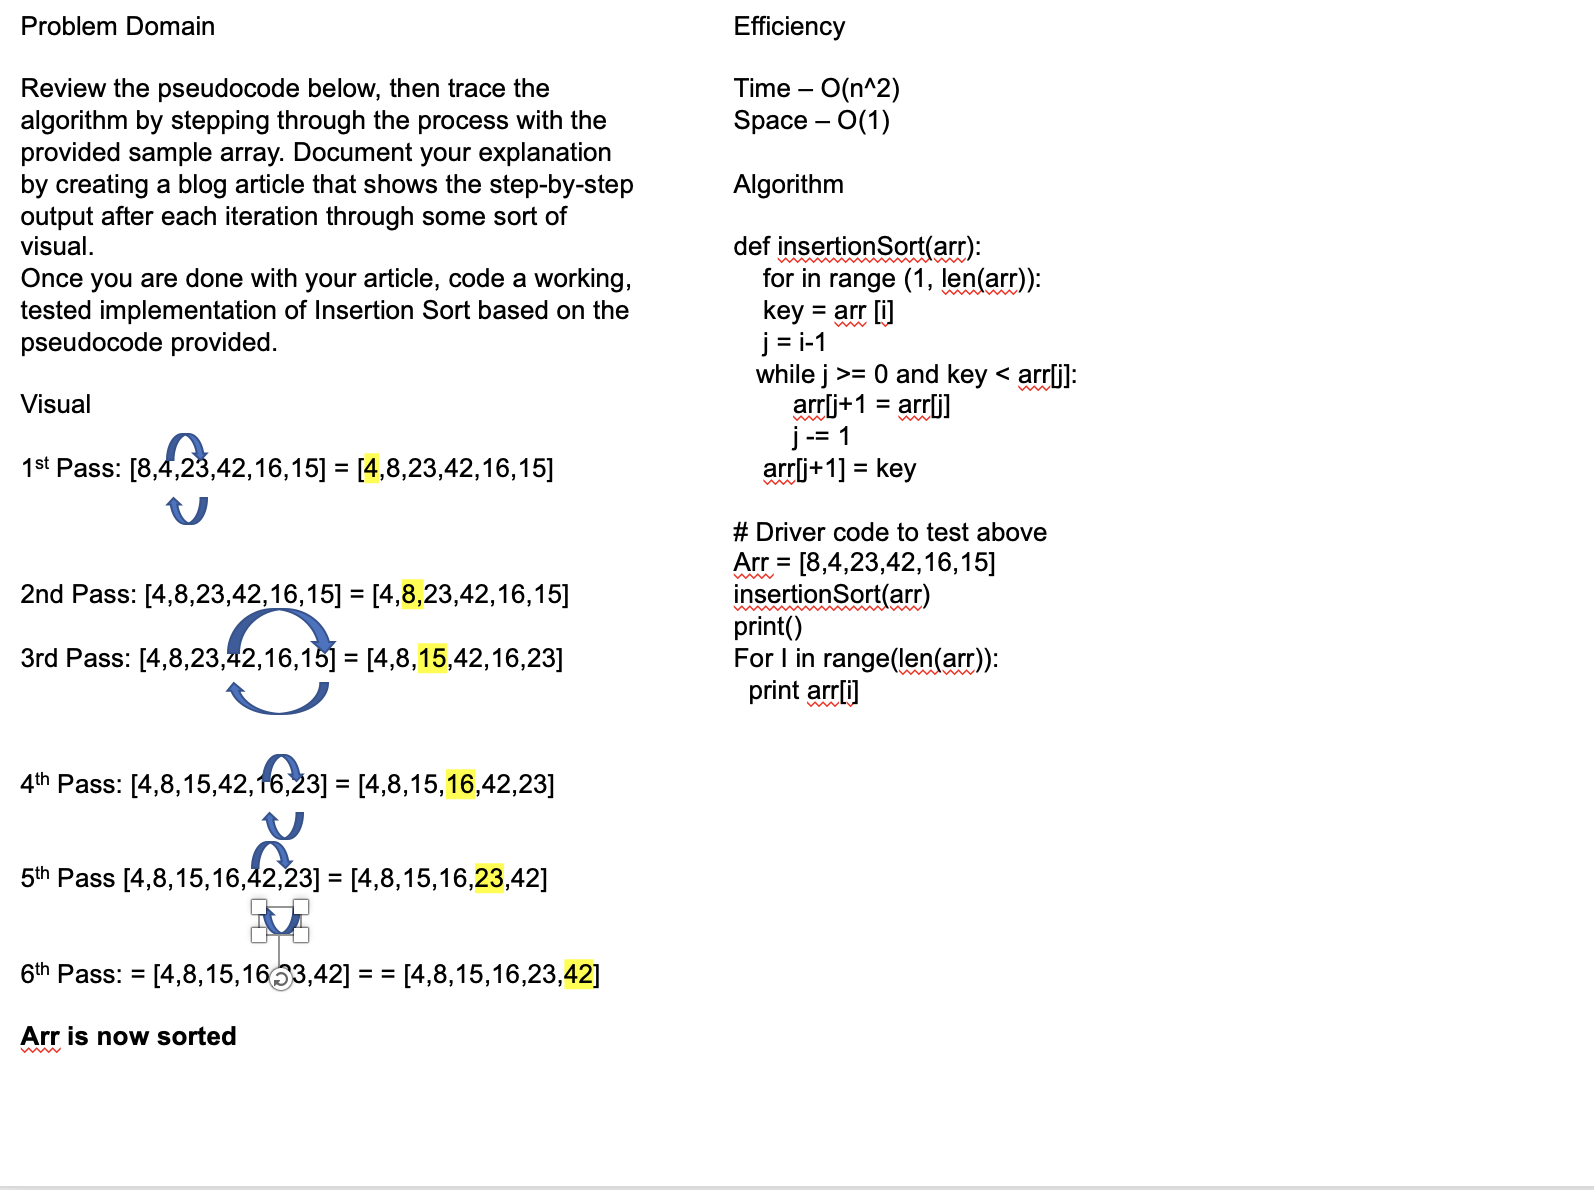 Problem Domain
Review the pseudocode below, then trace the
algorithm by stepping through the process with the
provided sample array. Document your explanation
by creating a blog article that shows the step-by-step
output after each iteration through some sort of
visual.
Once you are done with your article, code a working,
tested implementation of Insertion Sort based on the
pseudocode provided.
Visual
1st Pass: [8,4,23,42,16,15] = [4,8,23,42,16,15]
2nd Pass: [4,8,23,42,16,15] = [4,8,23,42,16,15]
3rd Pass: [4,8,23,42,16,15] = [4,8,15,42,16,23]
4th Pass: [4,8,15,42,16,23] = [4,8,15,16,42,23]
5th Pass [4,8,15,16,42,23] = [4,8,15,16,23,42]
6th Pass: = [4,8,15,16,23,42] = = [4,8,15,16,23,42]
Arr is now sorted
Efficiency
Time – O(n^2)
Space – O(1)
Algorithm
def insertionSort(arr):
for in range (1, len(arr)):
key = arr [i]
j = i-1
while j >= 0 and key < arr[j]:
arr[j+1 = arr[j]
j -= 1
arr[j+1] = key
# Driver code to test above
Arr = [8,4,23,42,16,15]
insertionSort(arr)
print()
For I in range(len(arr)):
print arr[i]